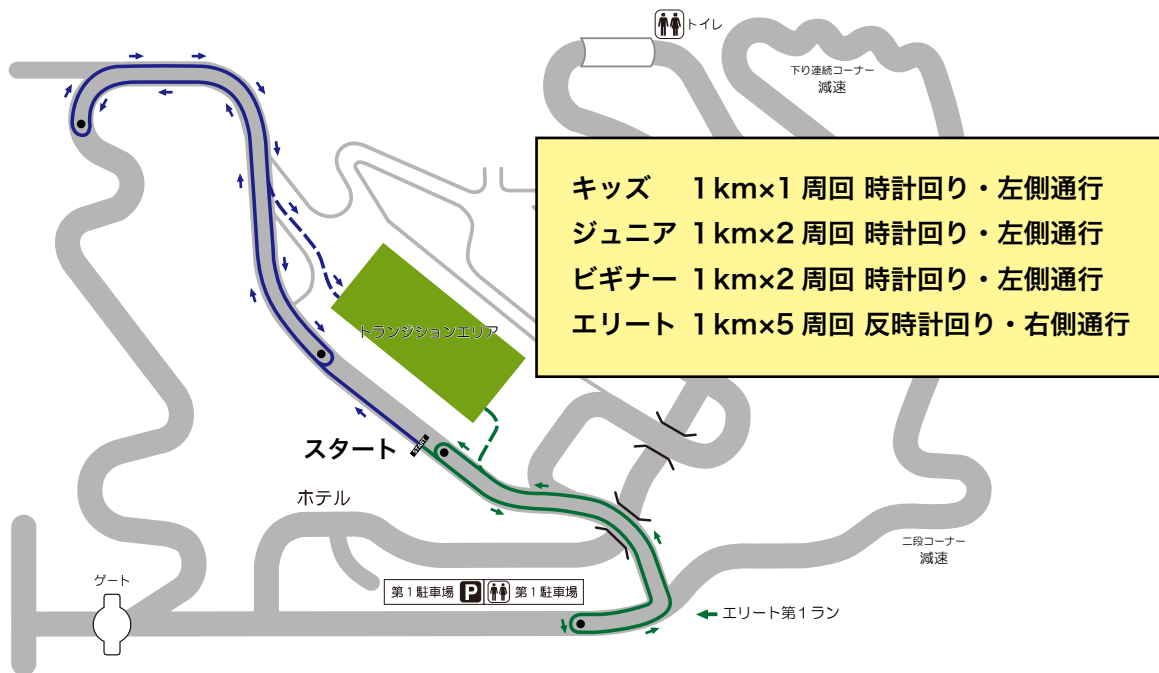 トイレ
下り連続コーナー
減速
キッズ 1km×1周回 時計回り・左側通行
ジュニア 1km×2周回 時計回り・左側通行
ビギナー 1km×2周回 時計回り・左側通行
エリート 1km×5周回 反時計回り・右側通行
トランジションエリア
START
スタート
ホテル
二段コーナー
減速
ゲート
第1駐車場 P 第1駐車場
エリート第1ラン